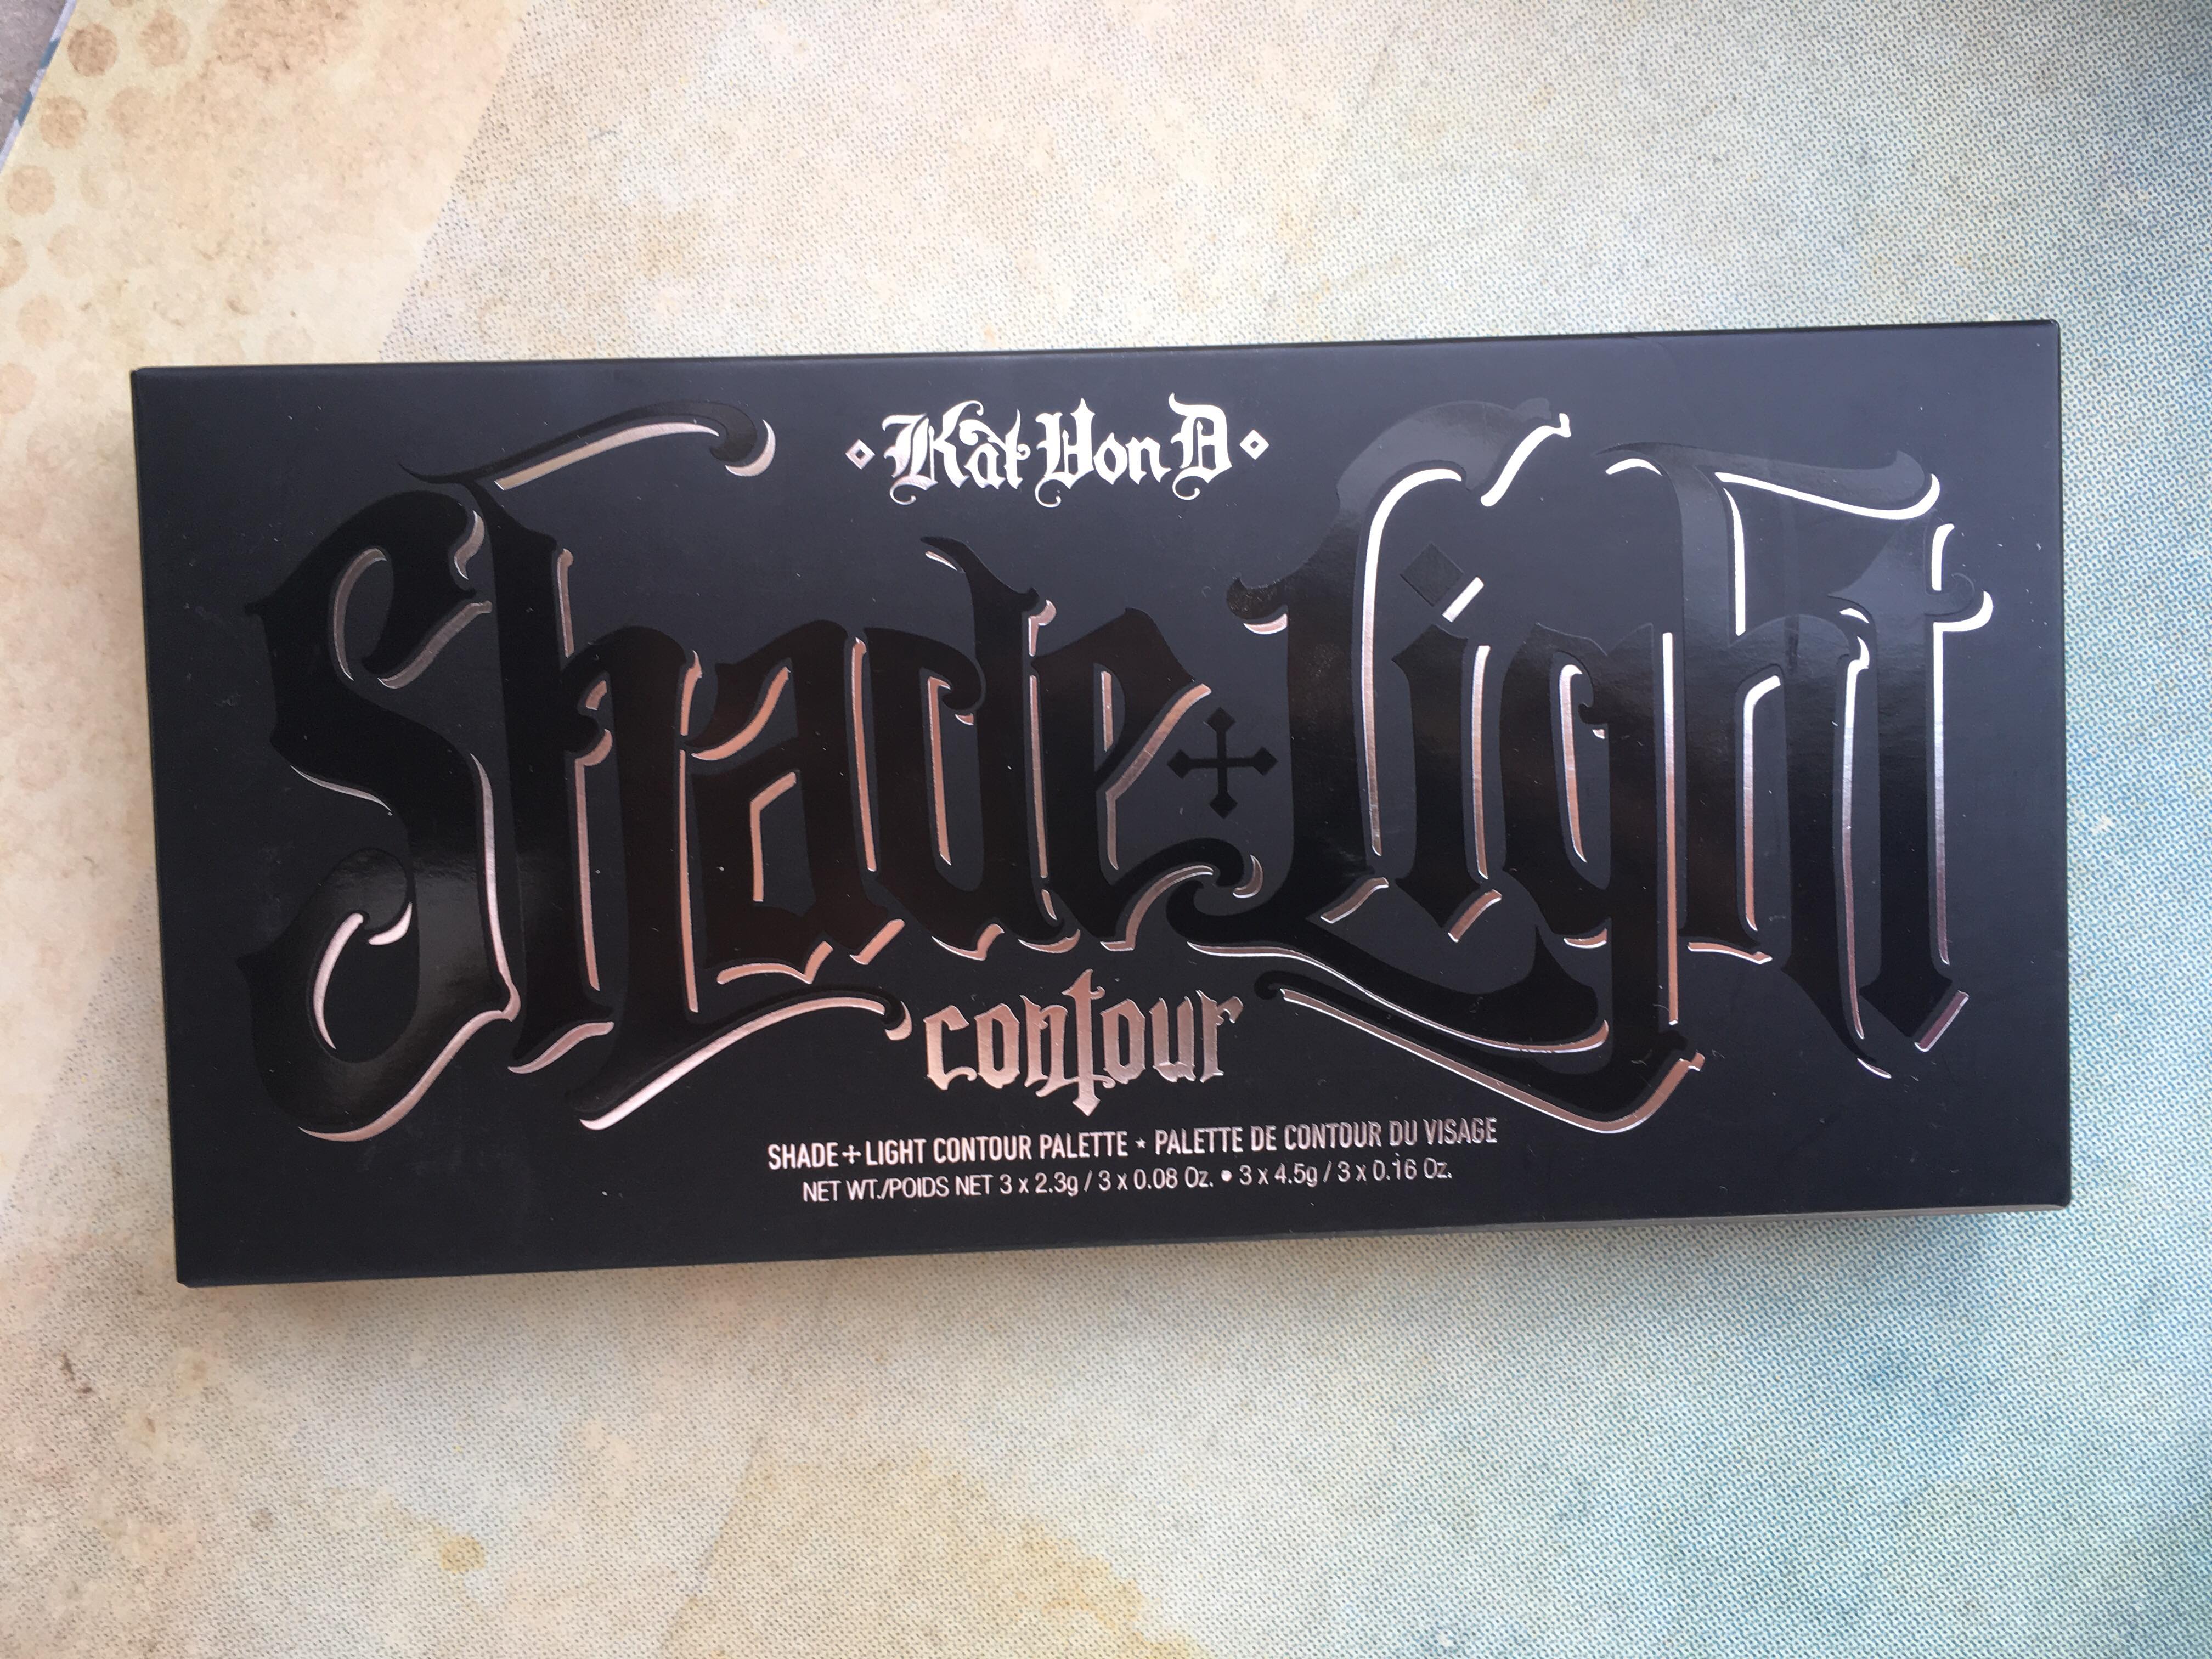 Kat Von D
Shade + Light
contour
SHADE + LIGHT CONTOUR PALETTE ★ PALETTE DE CONTOUR DU VISAGE
NET WT./POIDS NET 3 x 2.3g / 3 x 0.08 Oz. ● 3 x 4.5g / 3 x 0.16 Oz.